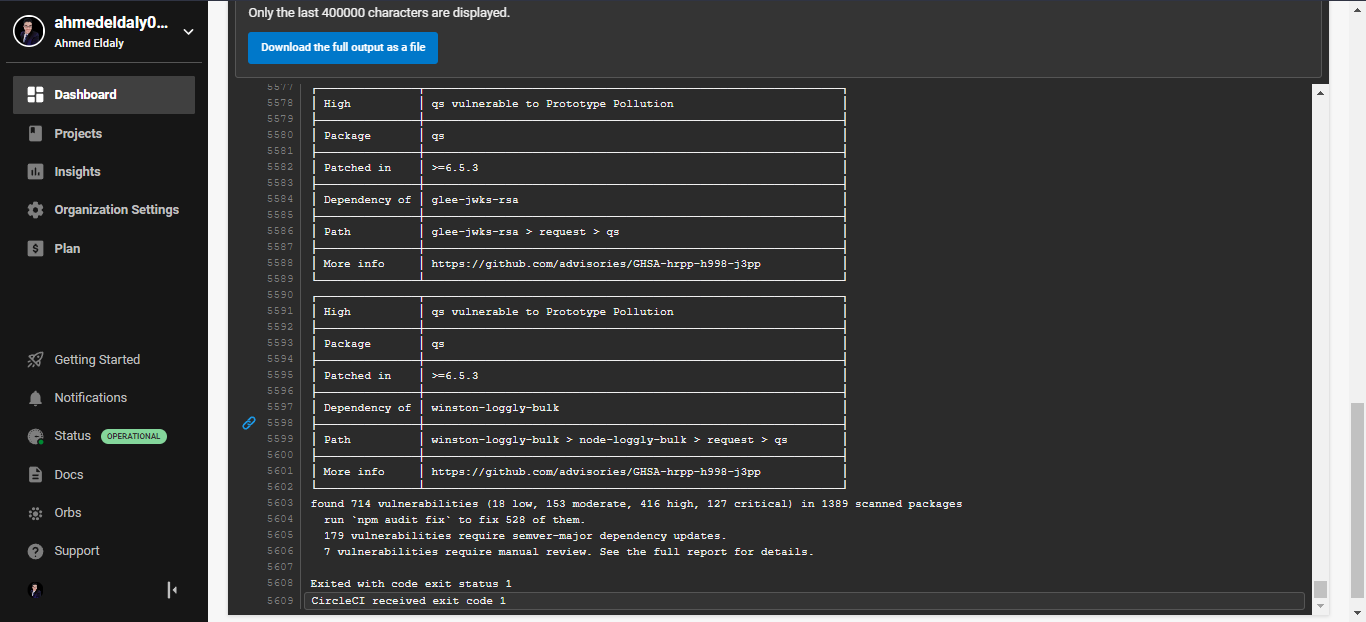 ahmedeldaly0...
Ahmed Eldaly
Dashboard
Projects
Insights
Organization Settings
Plan
Getting Started
Notifications
Status OPERATIONAL
Docs
Orbs
Support
Only the last 400000 characters are displayed.
Download the full output as a file
5577
5578 High qs vulnerable to Prototype Pollution
5579
5580 Package qs
5581
5582 Patched in >=6.5.3
5583
5584 Dependency of glee-jwks-rsa
5585
5586 Path glee-jwks-rsa > request > qs
5587
5588 More info https://github.com/advisories/GHSA-hrpp-h998-j3pp
5589
5590
5591 High qs vulnerable to Prototype Pollution
5592
5593 Package qs
5594
5595 Patched in >=6.5.3
5596
5597 Dependency of winston-loggly-bulk
5598
5599 Path winston-loggly-bulk > node-loggly-bulk > request > qs
5600
5601 More info https://github.com/advisories/GHSA-hrpp-h998-j3pp
5602
5603 found 714 vulnerabilities (18 low, 153 moderate, 416 high, 127 critical) in 1389 scanned packages
5604 run `npm audit fix` to fix 528 of them.
5605 179 vulnerabilities require semver-major dependency updates.
5606 7 vulnerabilities require manual review. See the full report for details.
5607
5608 Exited with code exit status 1
5609 CircleCI received exit code 1